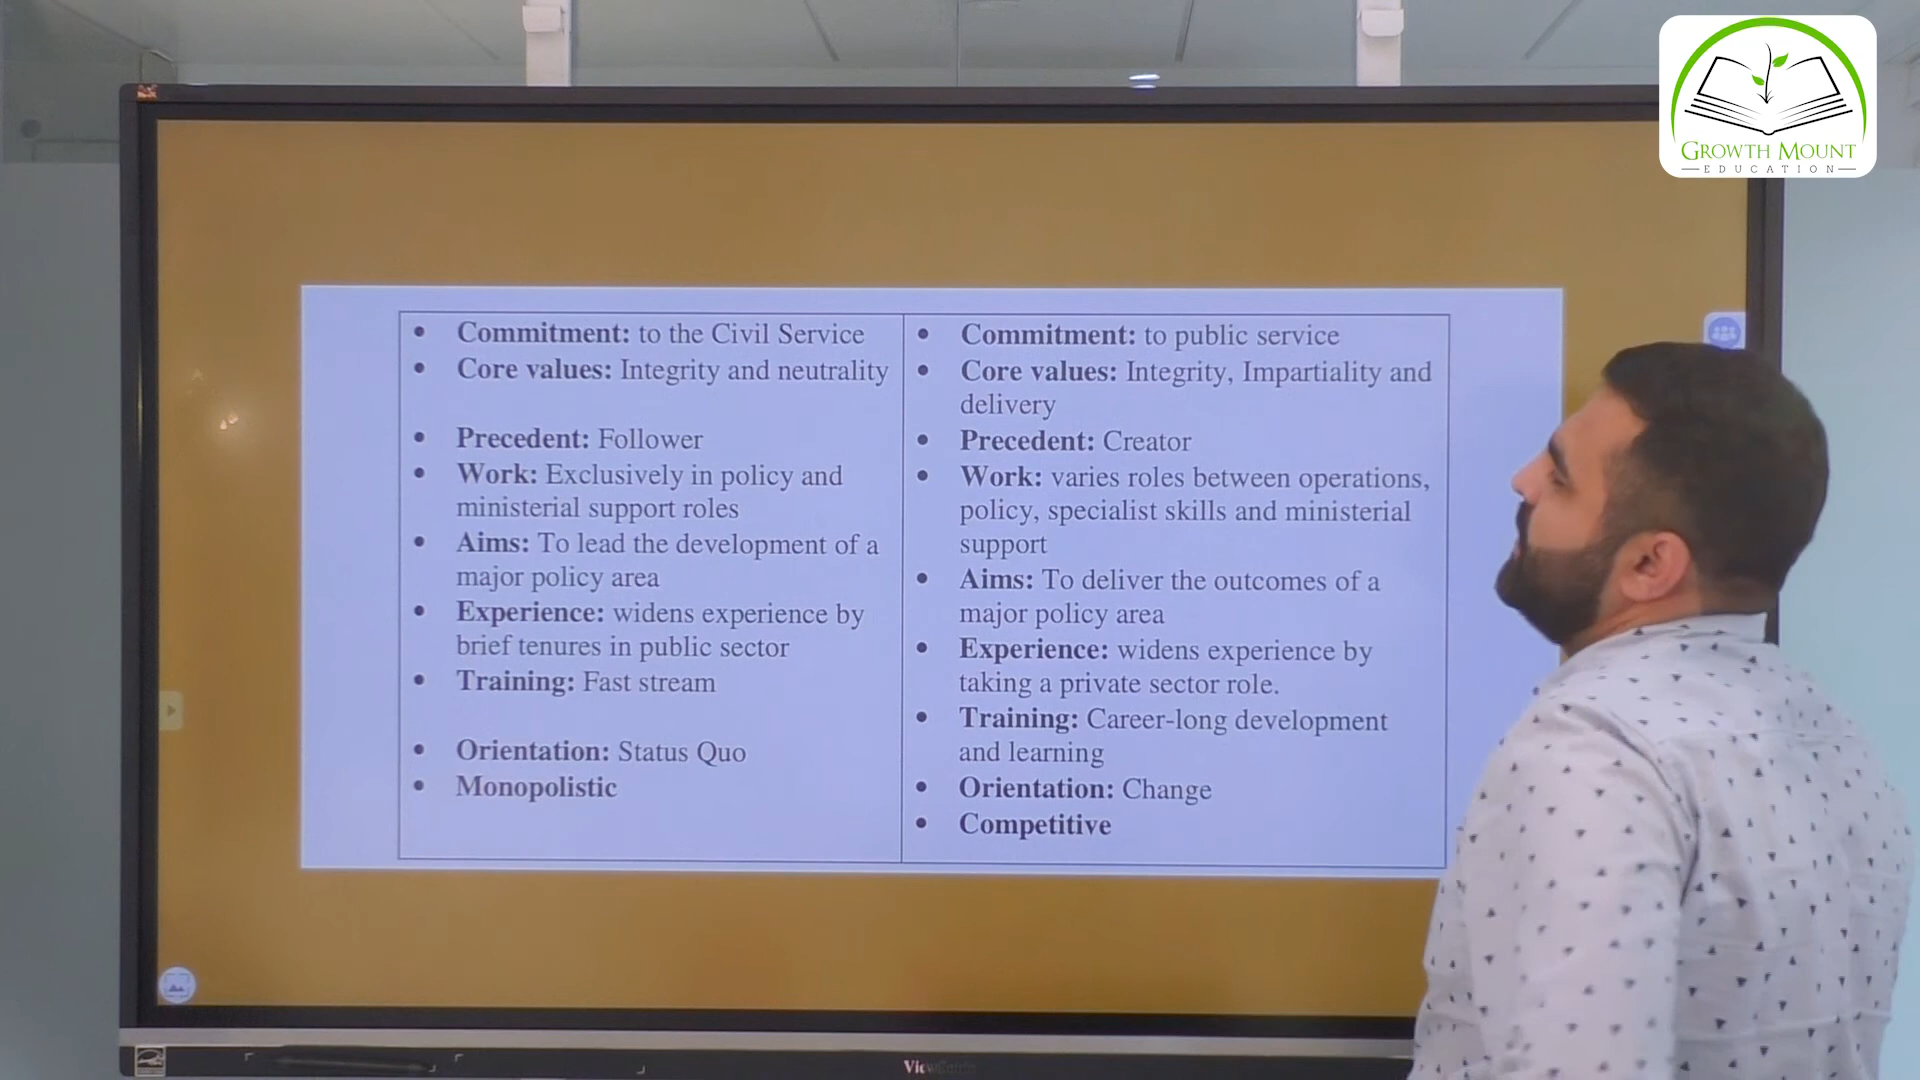 GROWTH MOUNT
EDUCATION
• Commitment: to the Civil Service
• Core values: Integrity and neutrality
• Precedent: Follower
• Work: Exclusively in policy and
ministerial support roles
• Aims: To lead the development of a
major policy area
• Experience: widens experience by
brief tenures in public sector
• Training: Fast stream
• Orientation: Status Quo
• Monopolistic
• Commitment: to public service
• Core values: Integrity, Impartiality and
delivery
• Precedent: Creator
• Work: varies roles between operations,
policy, specialist skills and ministerial
support
• Aims: To deliver the outcomes of a
major policy area
• Experience: widens experience by
taking a private sector role.
• Training: Career-long development
and learning
• Orientation: Change
• Competitive